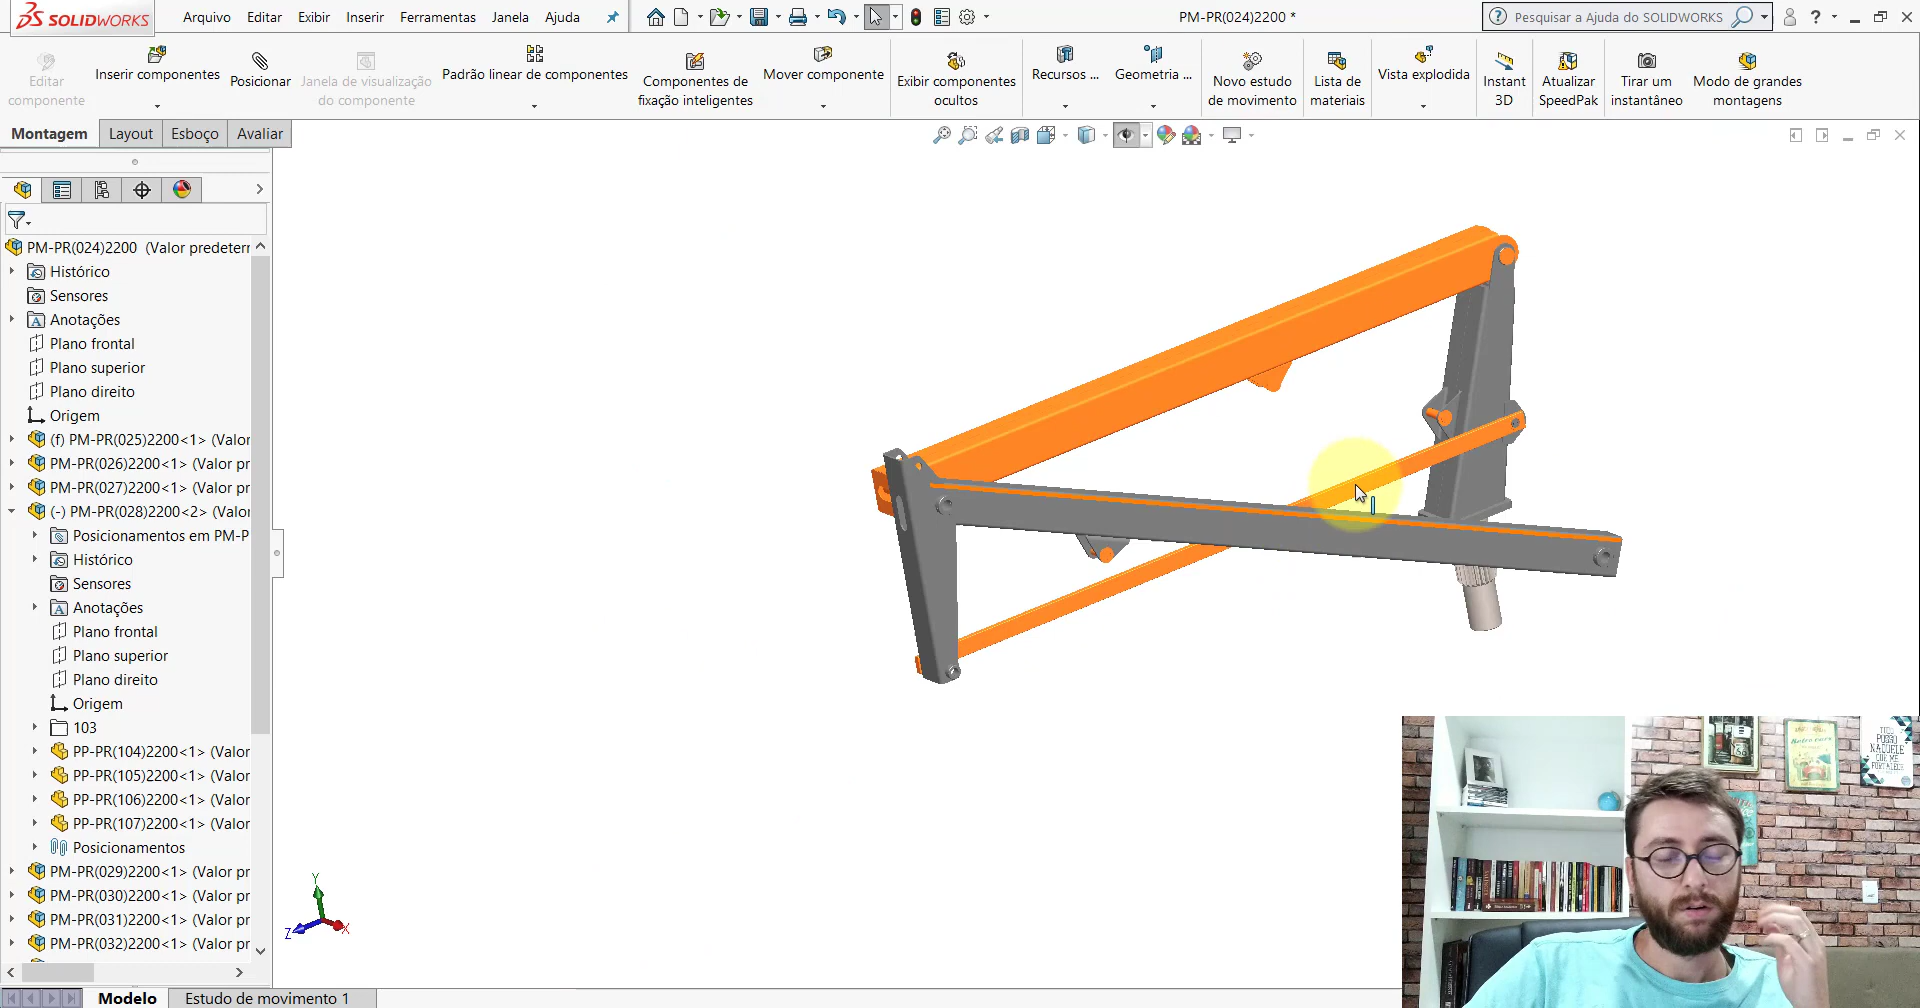 SOLIDWORKS
Arquivo Editar Exibir Inserir Ferramentas Janela Ajuda
PM-PR(024)2200 *
Pesquisar a Ajuda do SOLIDWORKS
Editar componente
Inserir componentes
Posicionar
Janela de visualização do componente
Padrão linear de componentes
Componentes de fixação inteligentes
Mover componente
Exibir componentes ocultos
Recursos ...
Geometria ...
Novo estudo de movimento
Lista de materiais
Vista explodida
Instant 3D
Atualizar SpeedPak
Tirar um instantâneo
Modo de grandes montagens
Montagem Layout Esboço Avaliar
PM-PR(024)2200 (Valor predeterr
Histórico
Sensores
Anotações
Plano frontal
Plano superior
Plano direito
Origem
(f) PM-PR(025)2200<1> (Valor
PM-PR(026)2200<1> (Valor pr
PM-PR(027)2200<1> (Valor pr
(-) PM-PR(028)2200<2> (Valor
Posicionamentos em PM-P
Histórico
Sensores
Anotações
Plano frontal
Plano superior
Plano direito
Origem
103
PP-PR(104)2200<1> (Valor
PP-PR(105)2200<1> (Valor
PP-PR(106)2200<1> (Valor
PP-PR(107)2200<1> (Valor
Posicionamentos
PM-PR(029)2200<1> (Valor pr
PM-PR(030)2200<1> (Valor pr
PM-PR(031)2200<1> (Valor pr
PM-PR(032)2200<1> (Valor pr
Y
Z
X
Modelo Estudo de movimento 1
TUDO
POSSO
NAQUELE
QUE ME
FORTALECE